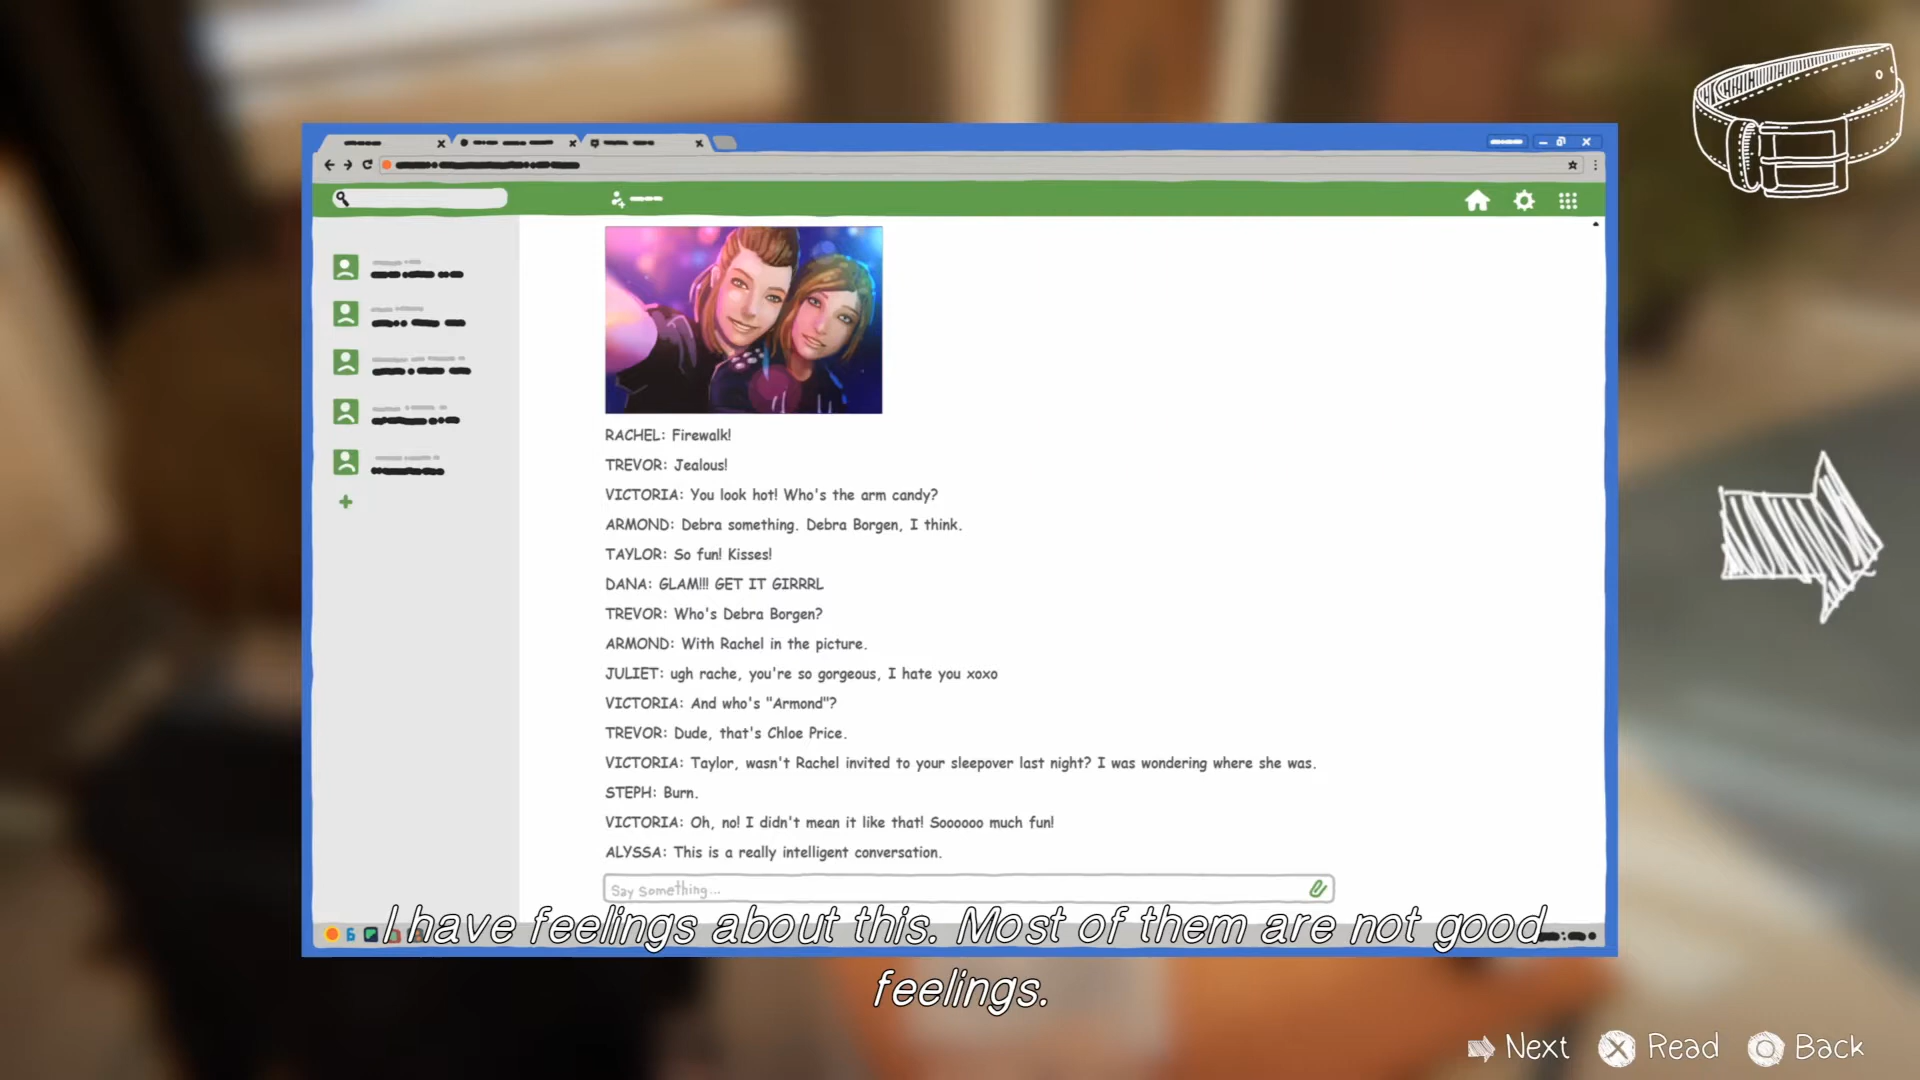 RACHEL: Firewalk!
TREVOR: Jealous!
VICTORIA: You look hot! Who's the arm candy?
ARMOND: Debra something. Debra Borgen, I think.
TAYLOR: So fun! Kisses!
DANA: GLAM!!! GET IT GIRRRL
TREVOR: Who's Debra Borgen?
ARMOND: With Rachel in the picture.
JULIET: ugh rache, you're so gorgeous, I hate you xoxo
VICTORIA: And who's "Armond"?
TREVOR: Dude, that's Chloe Price.
VICTORIA: Taylor, wasn't Rachel invited to your sleepover last night? I was wondering where she was.
STEPH: Burn.
VICTORIA: Oh, no! I didn't mean it like that! Soooooo much fun!
ALYSSA: This is a really intelligent conversation.
Say something...
I have feelings about this. Most of them are not good
feelings.
Next
Read
Back